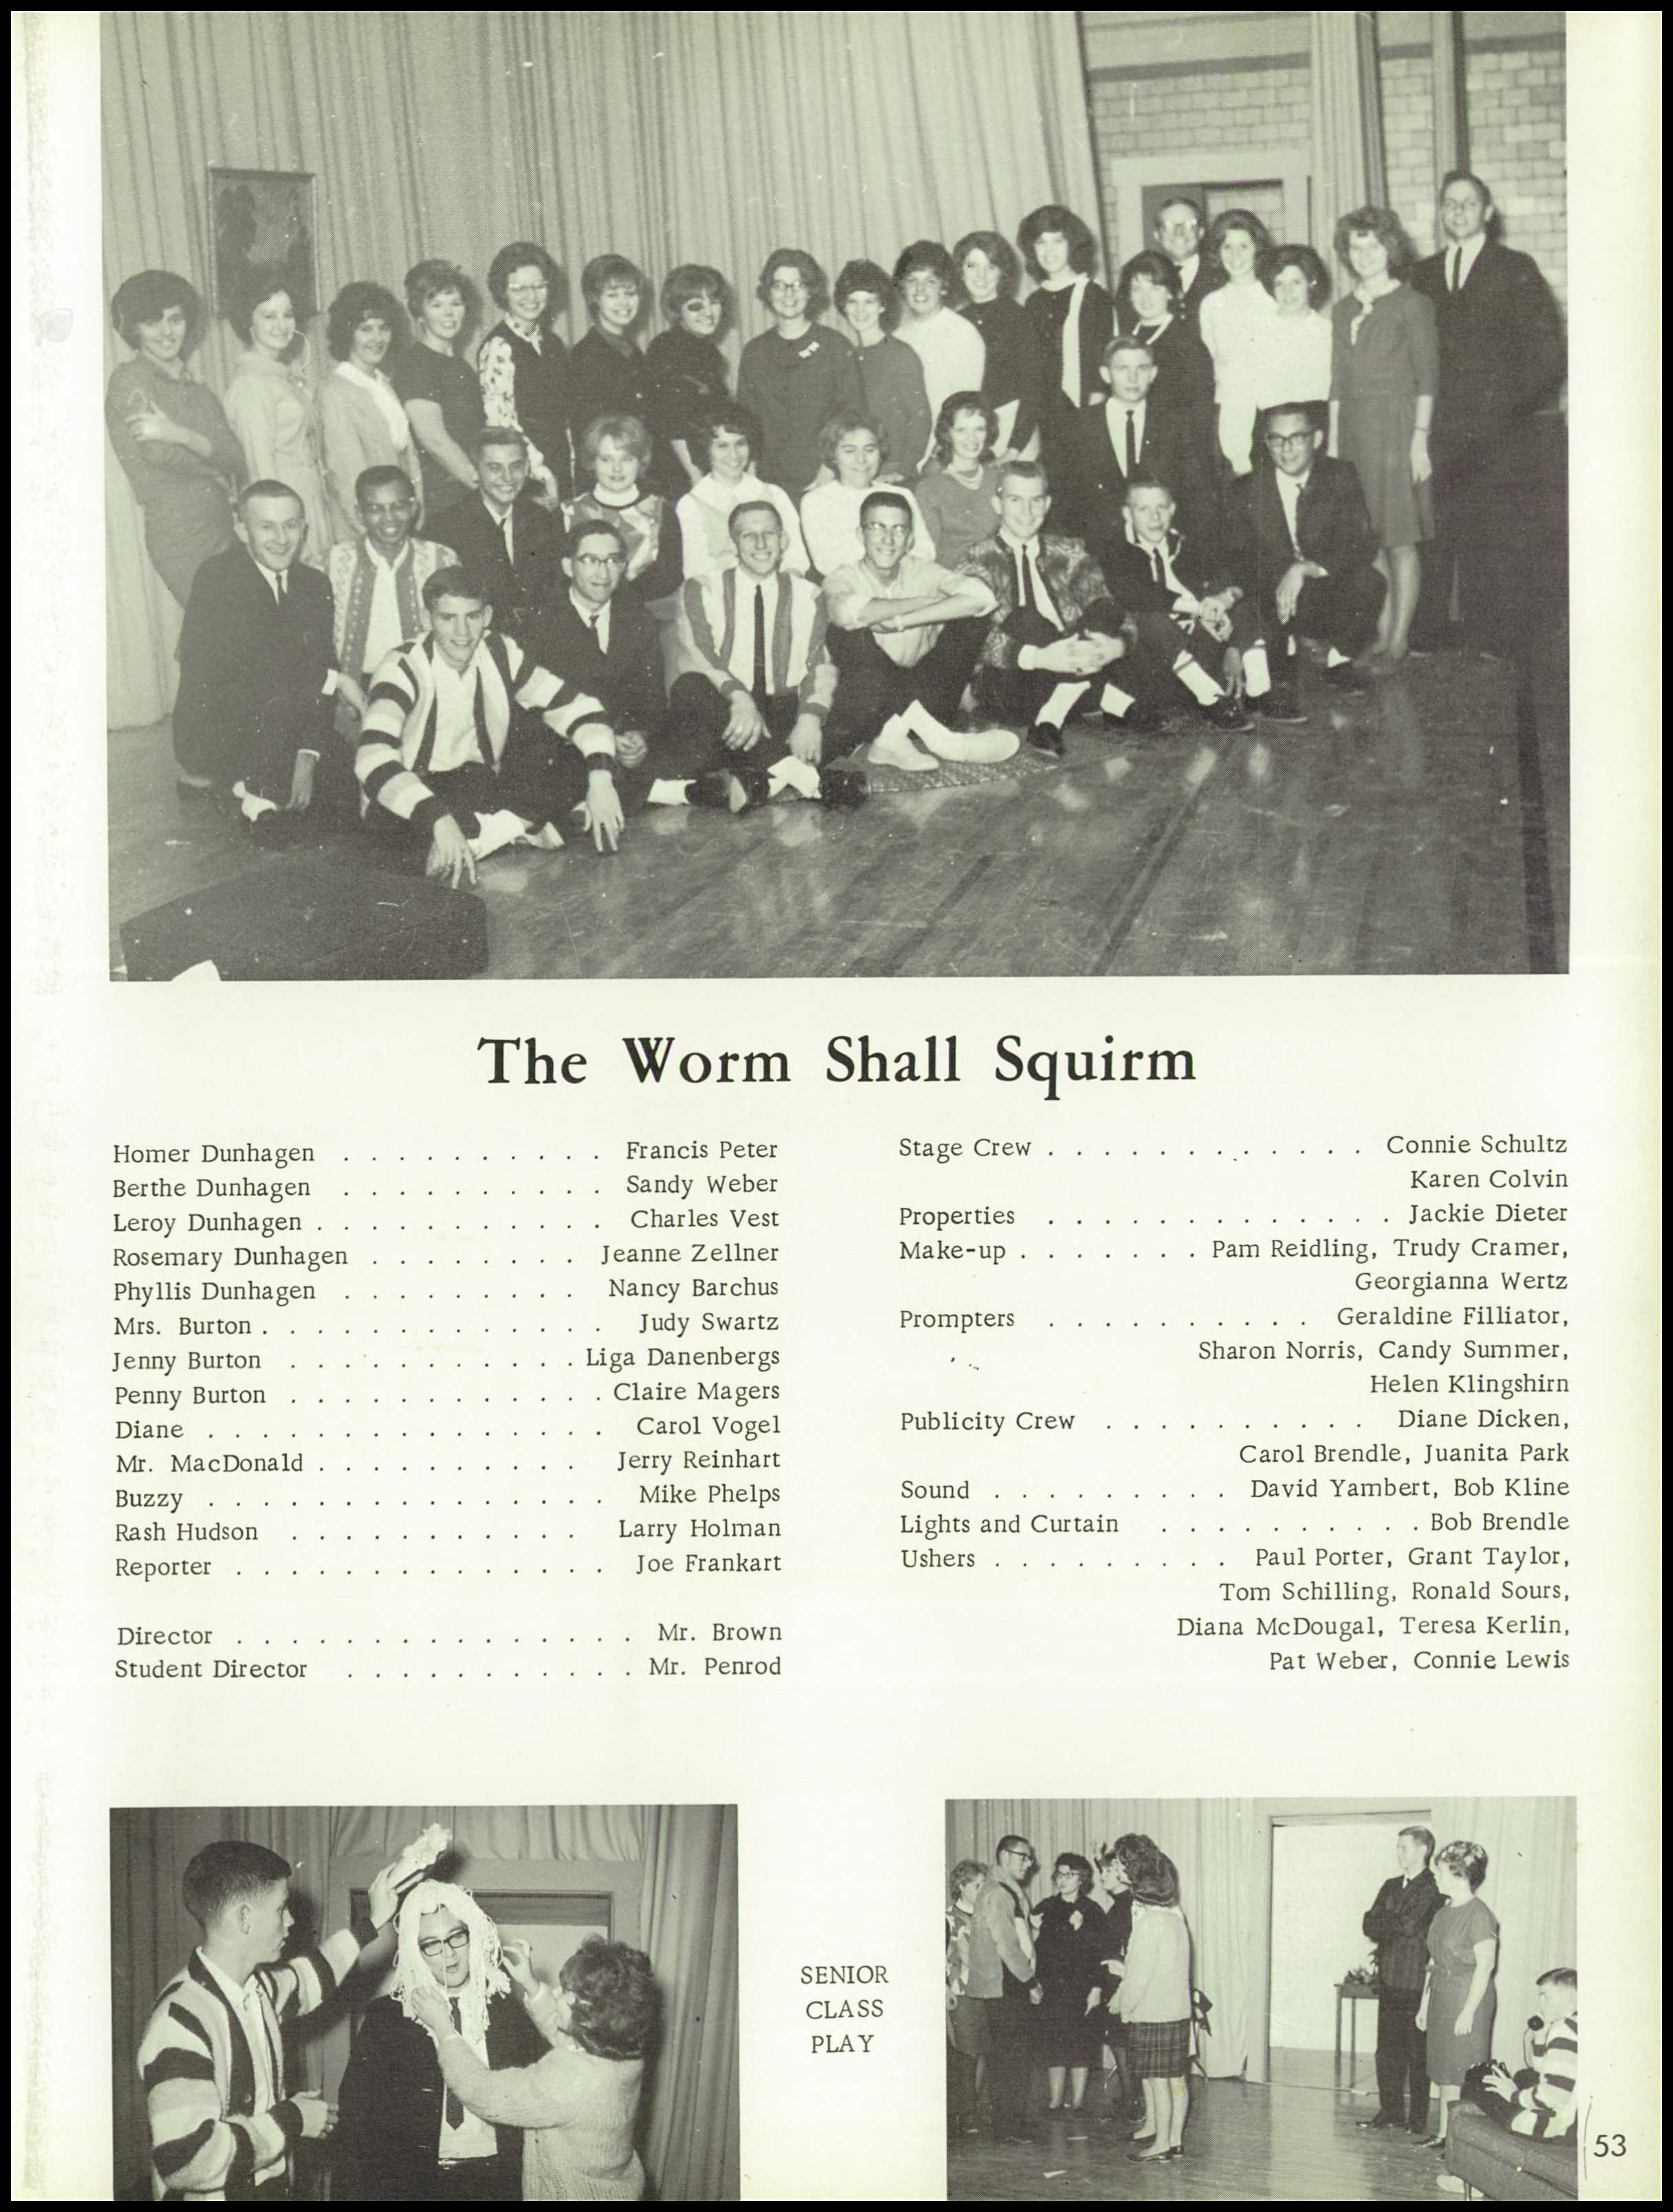 The Worm Shall Squirm
Homer Dunhagen . . . . . . . . . . Francis Peter
Berthe Dunhagen . . . . . . . . . . Sandy Weber
Leroy Dunhagen . . . . . . . . . . . Charles Vest
Rosemary Dunhagen . . . . . . . . Jeanne Zellner
Phyllis Dunhagen . . . . . . . . . Nancy Barchus
Mrs. Burton . . . . . . . . . . . . . Judy Swartz
Jenny Burton . . . . . . . . . . . Liga Danenbergs
Penny Burton . . . . . . . . . . . . Claire Magers
Diane . . . . . . . . . . . . . . . Carol Vogel
Mr. MacDonald . . . . . . . . . . Jerry Reinhart
Buzzy . . . . . . . . . . . . . . . Mike Phelps
Rash Hudson . . . . . . . . . . . Larry Holman
Reporter . . . . . . . . . . . . . . Joe Frankart
Director . . . . . . . . . . . . . . . Mr. Brown
Student Director . . . . . . . . . . . Mr. Penrod
Stage Crew . . . . . . . . . . . . Connie Schultz
Karen Colvin
Properties . . . . . . . . . . . . . Jackie Dieter
Make-up . . . . . . . Pam Reidling, Trudy Cramer,
Georgianna Wertz
Prompters . . . . . . . . . . Geraldine Filliator,
Sharon Norris, Candy Summer,
Helen Klingshirn
Publicity Crew . . . . . . . . . . Diane Dicken,
Carol Brendle, Juanita Park
Sound . . . . . . . . . David Yambert, Bob Kline
Lights and Curtain . . . . . . . . . . Bob Brendle
Ushers . . . . . . . . . Paul Porter, Grant Taylor,
Tom Schilling, Ronald Sours,
Diana McDougal, Teresa Kerlin,
Pat Weber, Connie Lewis
SENIOR
CLASS
PLAY
53